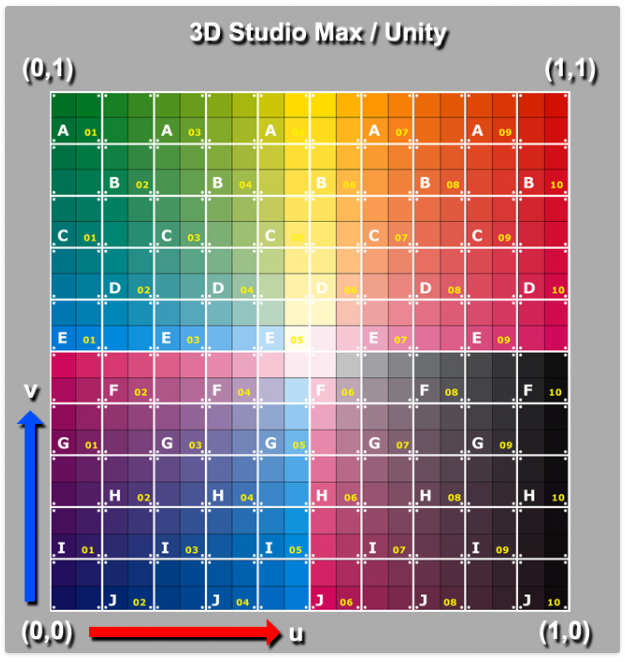 3D Studio Max / Unity
(0,1) (1,1)
A 01 A 03 A 05 A 07 A 09
B 02 B 04 B 06 B 08 B 10
C 01 C 03 C 05 C 07 C 09
D 02 D 04 D 06 D 08 D 10
E 01 E 03 E 05 E 07 E 09
v F 02 F 04 F 06 F 08 F 10
G 01 G 03 G 05 G 07 G 09
H 02 H 04 H 06 H 08 H 10
I 01 I 03 I 05 I 07 I 09
J 02 J 04 J 06 J 08 J 10
(0,0) u (1,0)